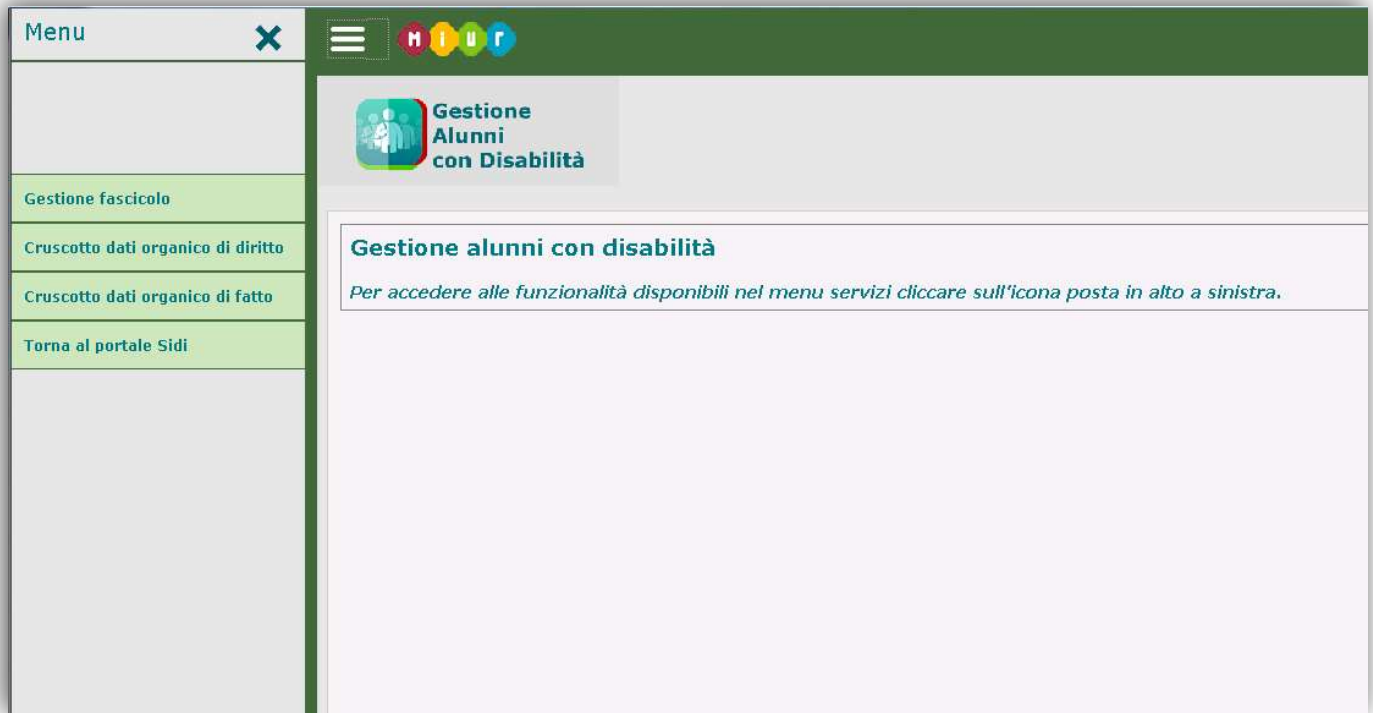 Menu
MIUr
Gestione
Alunni
con Disabilità
Gestione fascicolo
Cruscotto dati organico di diritto
Cruscotto dati organico di fatto
Torna al portale Sidi
Gestione alunni con disabilità
Per accedere alle funzionalità disponibili nel menu servizi cliccare sull'icona posta in alto a sinistra.